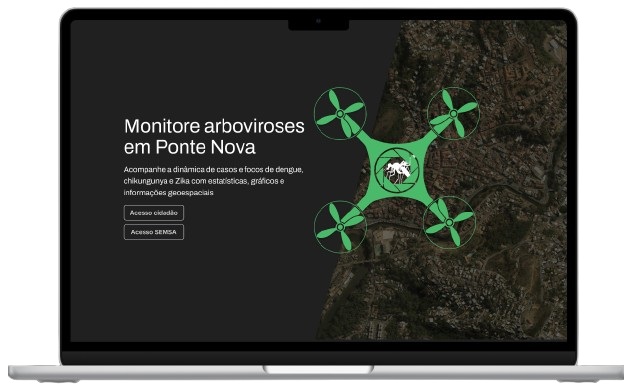 Monitore arboviroses
em Ponte Nova
Acompanhe a dinâmica de casos e focos de dengue,
chikungunya e Zika com estatísticas, gráficos e
informações geoespaciais
Acesso cidadão
Acesso SEMSA